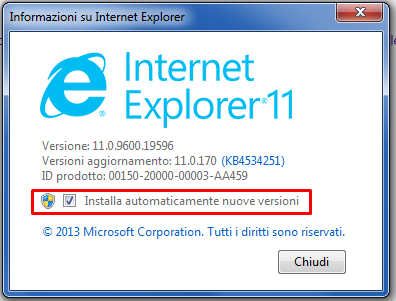 Informazioni su Internet Explorer
Internet
Explorer 11
Versione: 11.0.9600.19596
Versioni aggiornamento: 11.0.170 (KB4534251)
ID prodotto: 00150-20000-00003-AA459
Installa automaticamente nuove versioni
© 2013 Microsoft Corporation. Tutti i diritti sono riservati.
Chiudi